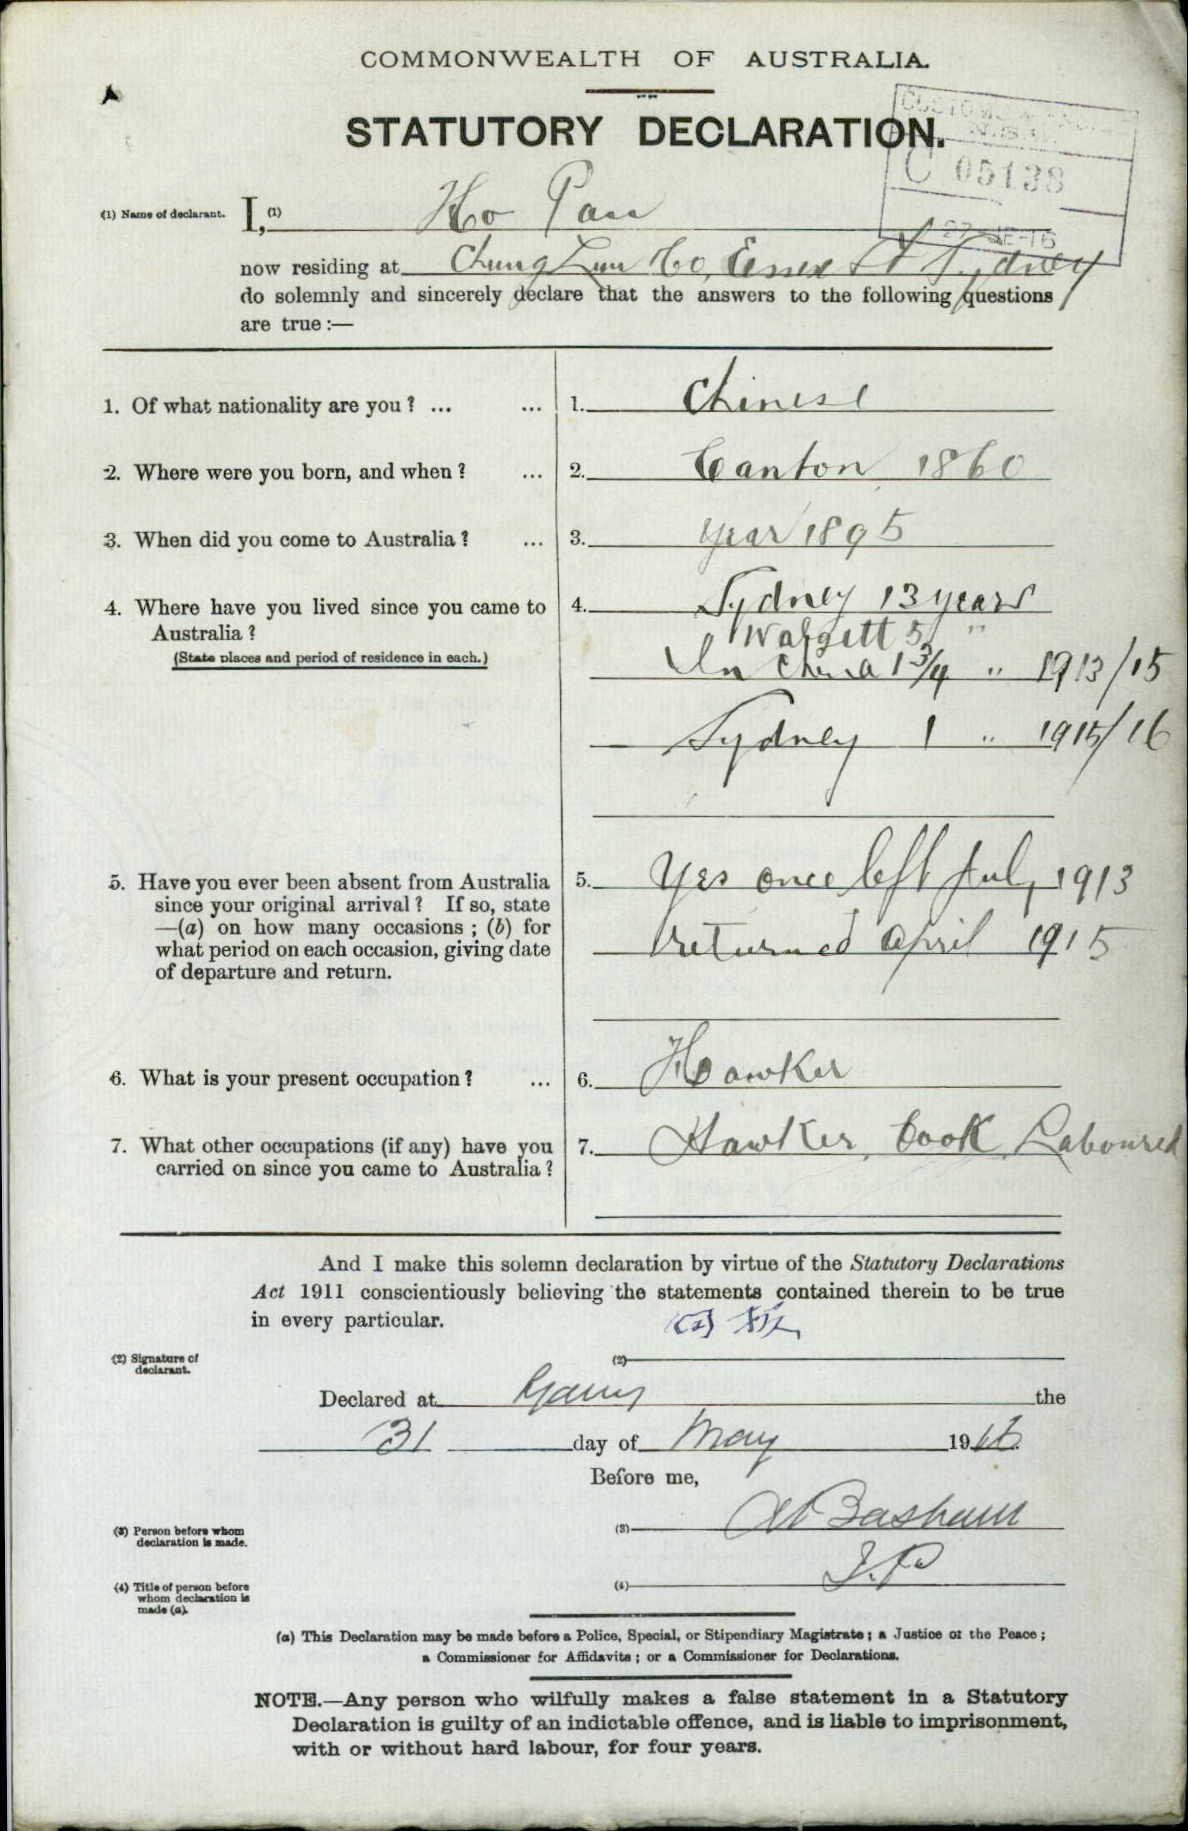 COMMONWEALTH OF AUSTRALIA.
STATUTORY DECLARATION.
CUSTOMS
N.S.W.
C 05138
27 JE-16
(1) Name of declarant. I,(1) Ho Pan
now residing at Chung Lun Co, Essex St Sydney
do solemnly and sincerely declare that the answers to the following questions
are true :—
1. Of what nationality are you? ... ... 1. Chinese
2. Where were you born, and when? ... 2. Canton 1860
3. When did you come to Australia? ... 3. Year 1895
4. Where have you lived since you came to 4. Sydney 13 years
Australia?
Walgett 5 "
(State places and period of residence in each.)
In China 1 3/4 " 1913/15
Sydney 1 " 1915/16
5. Have you ever been absent from Australia 5. Yes once left July 1913
since your original arrival? If so, state
—(a) on how many occasions; (b) for returned April 1915
what period on each occasion, giving date
of departure and return.
6. What is your present occupation? ... 6. Hawker
7. What other occupations (if any) have you 7. Hawker, Cook, Laboured
carried on since you came to Australia?
And I make this solemn declaration by virtue of the Statutory Declarations
Act 1911 conscientiously believing the statements contained therein to be true
in every particular.
(2) Signature of (2)
declarant.
Declared at the
31 day of May 1916
Before me,
(3) Person before whom (3) Basham
declaration is made.
(4) Title of person before (4) J.P
whom declaration is
made (a).
(a) This Declaration may be made before a Police, Special, or Stipendiary Magistrate; a Justice of the Peace;
a Commissioner for Affidavits; or a Commissioner for Declarations.
NOTE.—Any person who wilfully makes a false statement in a Statutory
Declaration is guilty of an indictable offence, and is liable to imprisonment,
with or without hard labour, for four years.